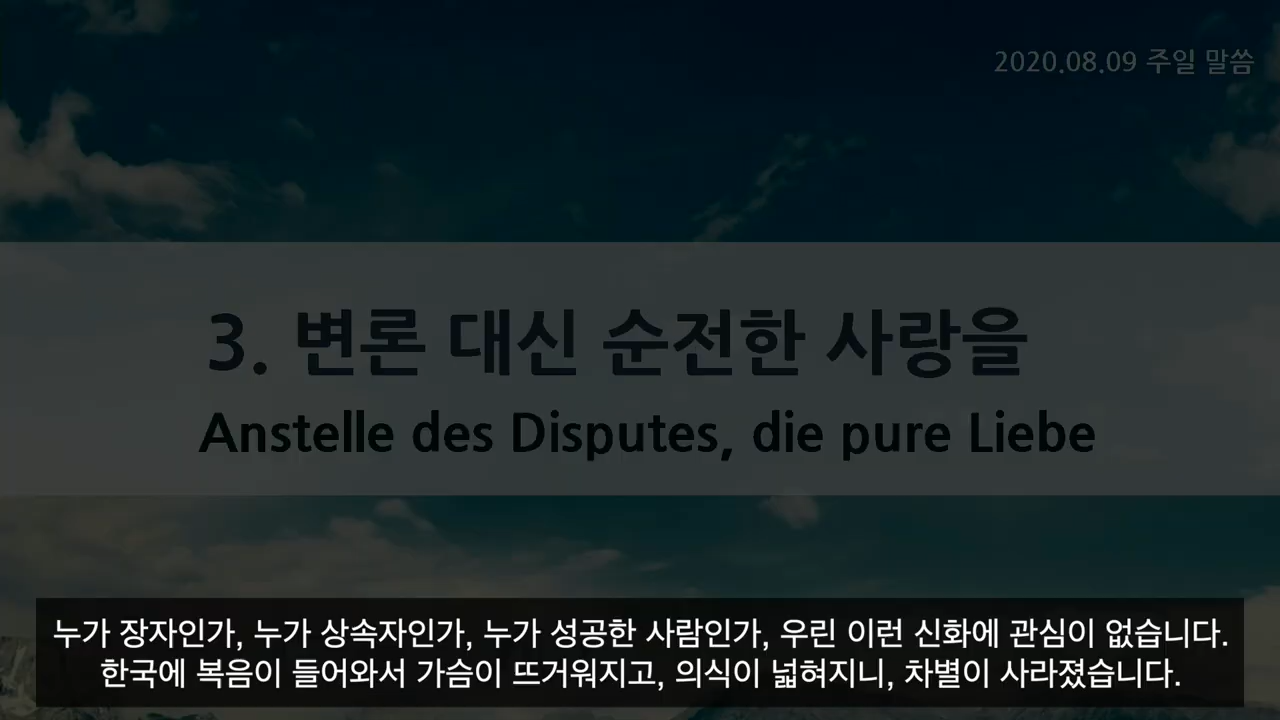 2020.08.09 주일 말씀
3. 변론 대신 순전한 사랑을
Anstelle des Disputes, die pure Liebe
누가 장자인가, 누가 상속자인가, 누가 성공한 사람인가, 우린 이런 신화에 관심이 없습니다.
한국에 복음이 들어와서 가슴이 뜨거워지고, 의식이 넓혀지니, 차별이 사라졌습니다.